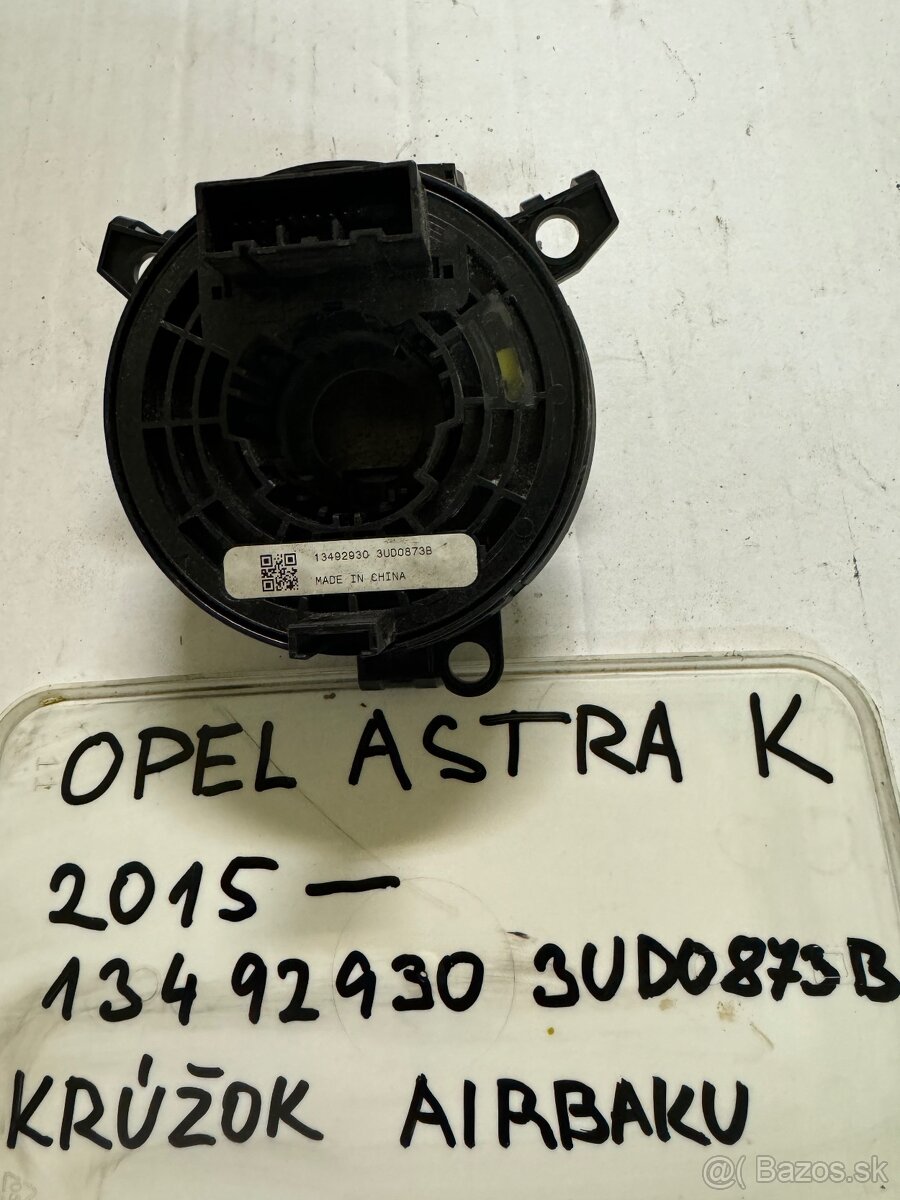 13492930 3UD0873B
MADE IN CHINA
OPEL ASTRA K
2015 —
13492930 3UD0873B
KRÚŽOK AIRBAKU
@( Bazos.sk